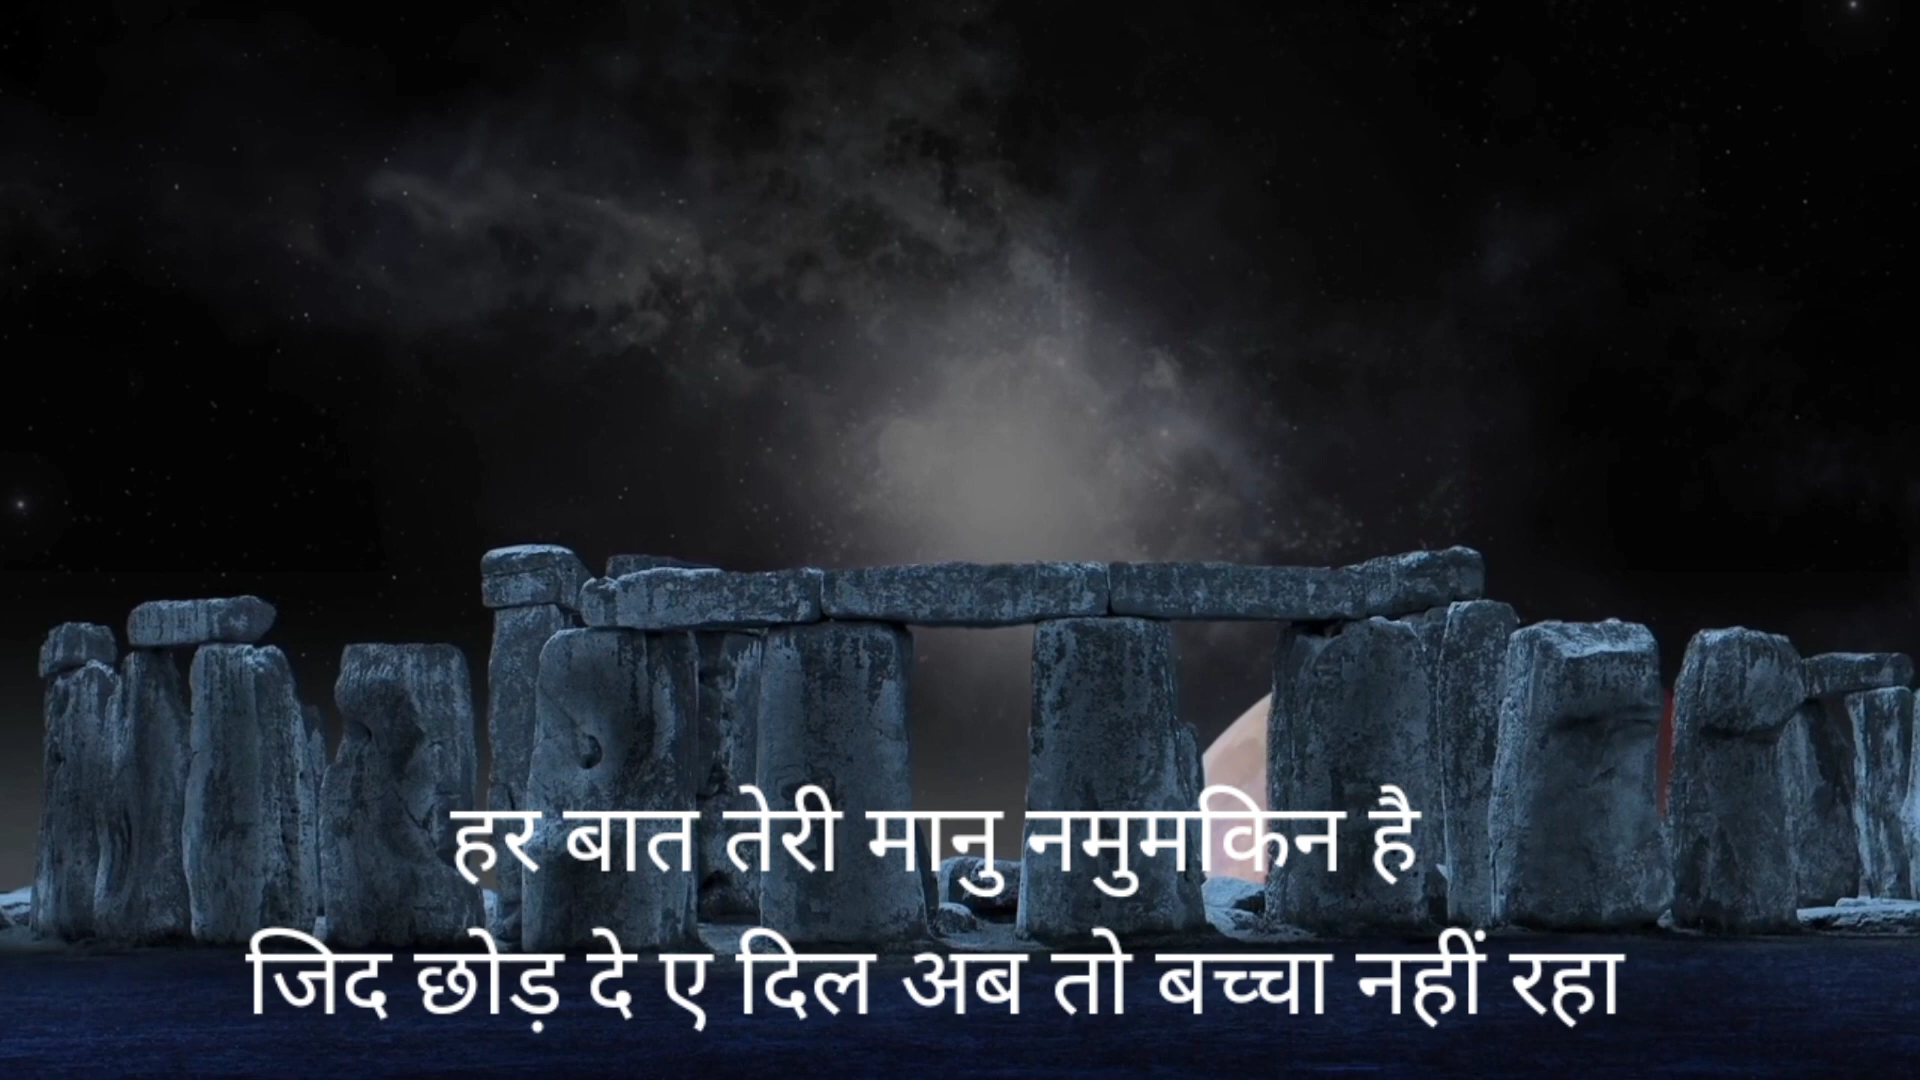 हर बात तेरी मानु नमुमकिन है
जिद छोड़ दे ए दिल अब तो बच्चा नहीं रहा